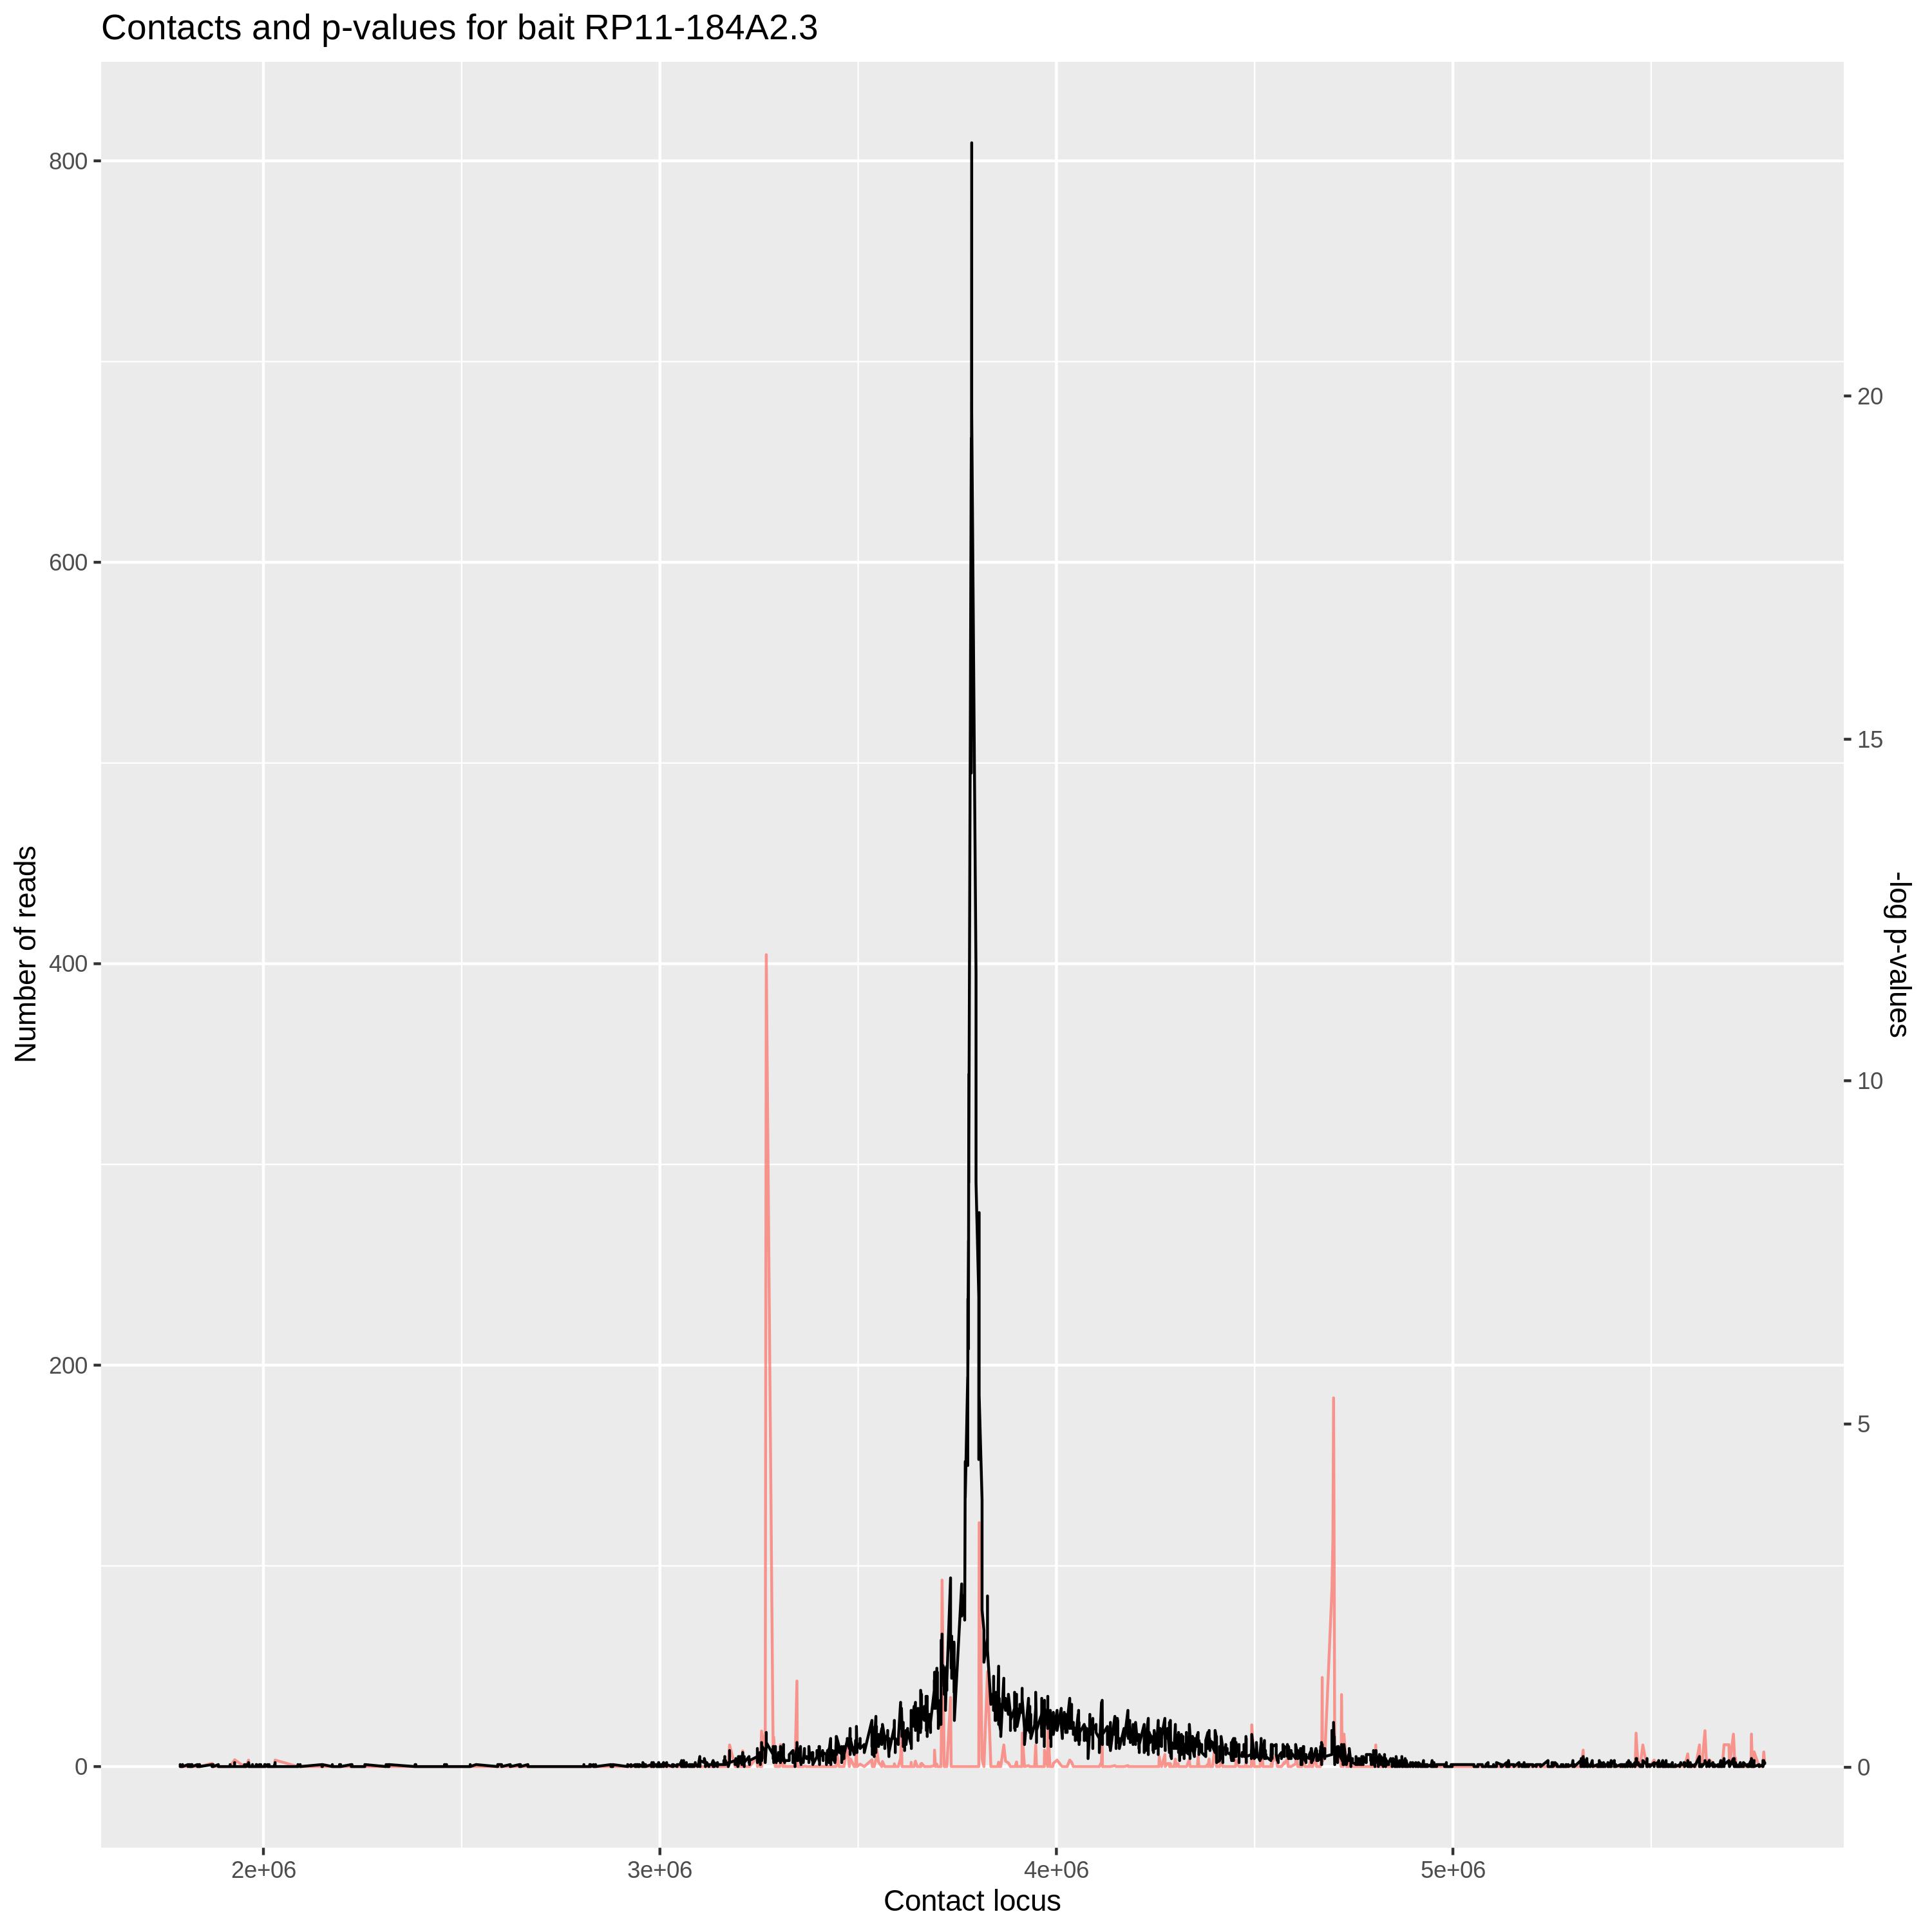 Contacts and p-values for bait RP11-184A2.3
800
600
400
200
0
Number of reads
20
15
10
5
0
-log p-values
2e+06
3e+06
4e+06
5e+06
Contact locus